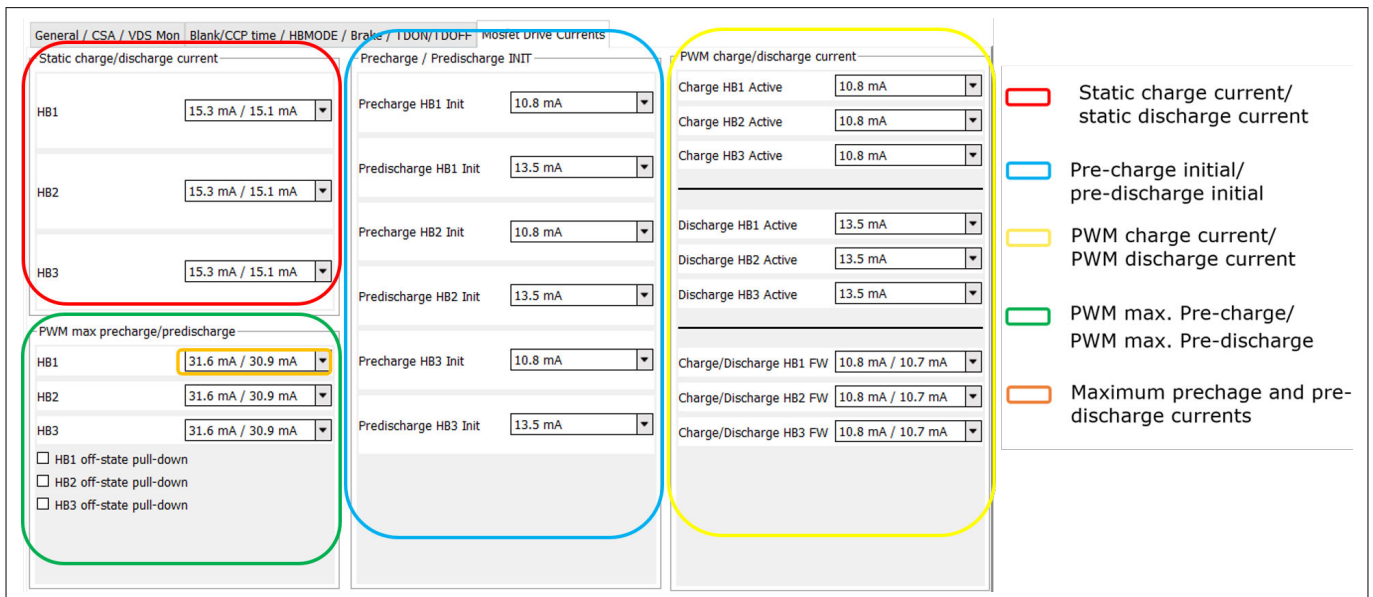 General / CSA / VDS Mon
Blank/CCP time / HBMODE / Brake / TDON/TDOFF
Mosfet Drive Currents
Static charge/discharge current
HB1
15.3 mA / 15.1 mA
HB2
15.3 mA / 15.1 mA
HB3
15.3 mA / 15.1 mA
PWM max precharge/predischarge
HB1
31.6 mA / 30.9 mA
HB2
31.6 mA / 30.9 mA
HB3
31.6 mA / 30.9 mA
HB1 off-state pull-down
HB2 off-state pull-down
HB3 off-state pull-down
Precharge / Predischarge INIT
Precharge HB1 Init
10.8 mA
Predischarge HB1 Init
13.5 mA
Precharge HB2 Init
10.8 mA
Predischarge HB2 Init
13.5 mA
Precharge HB3 Init
10.8 mA
Predischarge HB3 Init
13.5 mA
PWM charge/discharge current
Charge HB1 Active
10.8 mA
Charge HB2 Active
10.8 mA
Charge HB3 Active
10.8 mA
Discharge HB1 Active
13.5 mA
Discharge HB2 Active
13.5 mA
Discharge HB3 Active
13.5 mA
Charge/Discharge HB1 FW
10.8 mA / 10.7 mA
Charge/Discharge HB2 FW
10.8 mA / 10.7 mA
Charge/Discharge HB3 FW
10.8 mA / 10.7 mA
Static charge current/
static discharge current
Pre-charge initial/
pre-discharge initial
PWM charge current/
PWM discharge current
PWM max. Pre-charge/
PWM max. Pre-discharge
Maximum prechage and pre-
discharge currents